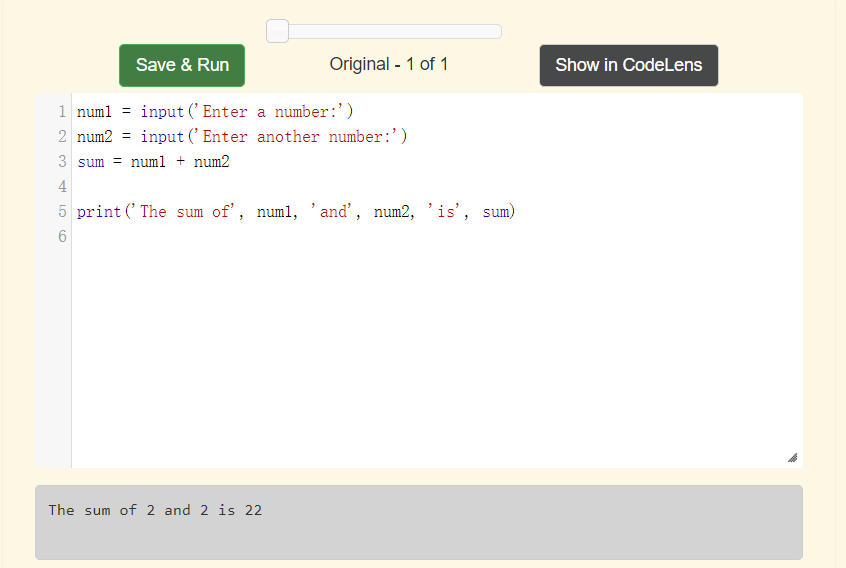 Save & Run
Original - 1 of 1
Show in CodeLens
1 num1 = input('Enter a number:')
2 num2 = input('Enter another number:')
3 sum = num1 + num2
4
5 print('The sum of', num1, 'and', num2, 'is', sum)
6
The sum of 2 and 2 is 22